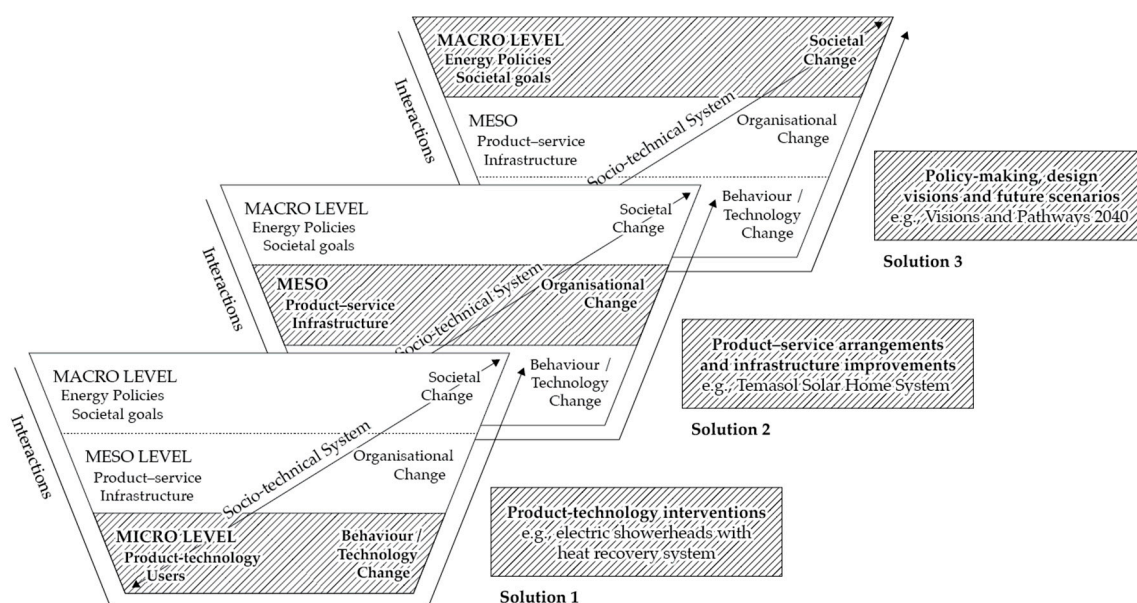 MACRO LEVEL
Energy Policies
Societal goals
Societal
Change
Interactions
MESO
Product–service
Infrastructure
Socio-technical System
Organisational
Change
Behaviour /
Technology
Change
Policy-making, design
visions and future scenarios
e.g., Visions and Pathways 2040
Solution 3
MACRO LEVEL
Energy Policies
Societal goals
Societal
Change
Interactions
MESO
Product–service
Infrastructure
Socio-technical System
Organisational
Change
Behaviour /
Technology
Change
Product–service arrangements
and infrastructure improvements
e.g., Temasol Solar Home System
Solution 2
MACRO LEVEL
Energy Policies
Societal goals
Societal
Change
Interactions
MESO LEVEL
Product–service
Infrastructure
Socio-technical System
Organisational
Change
MICRO LEVEL
Product-technology
Users
Behaviour /
Technology
Change
Product-technology interventions
e.g., electric showerheads with
heat recovery system
Solution 1